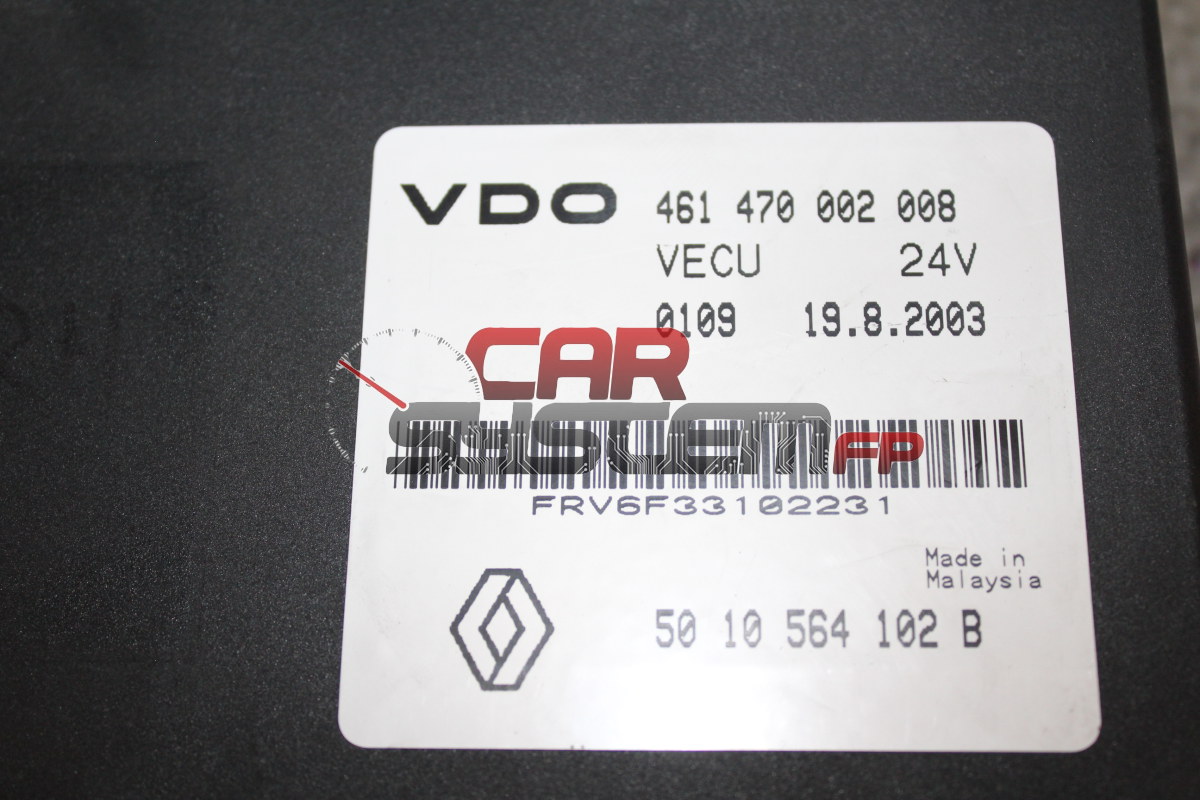 VDO 461 470 002 008
VECU 24V
0109 19.8.2003
CAR
SYSTEM FP
FRV6F33102231
Made in
Malaysia
50 10 564 102 B